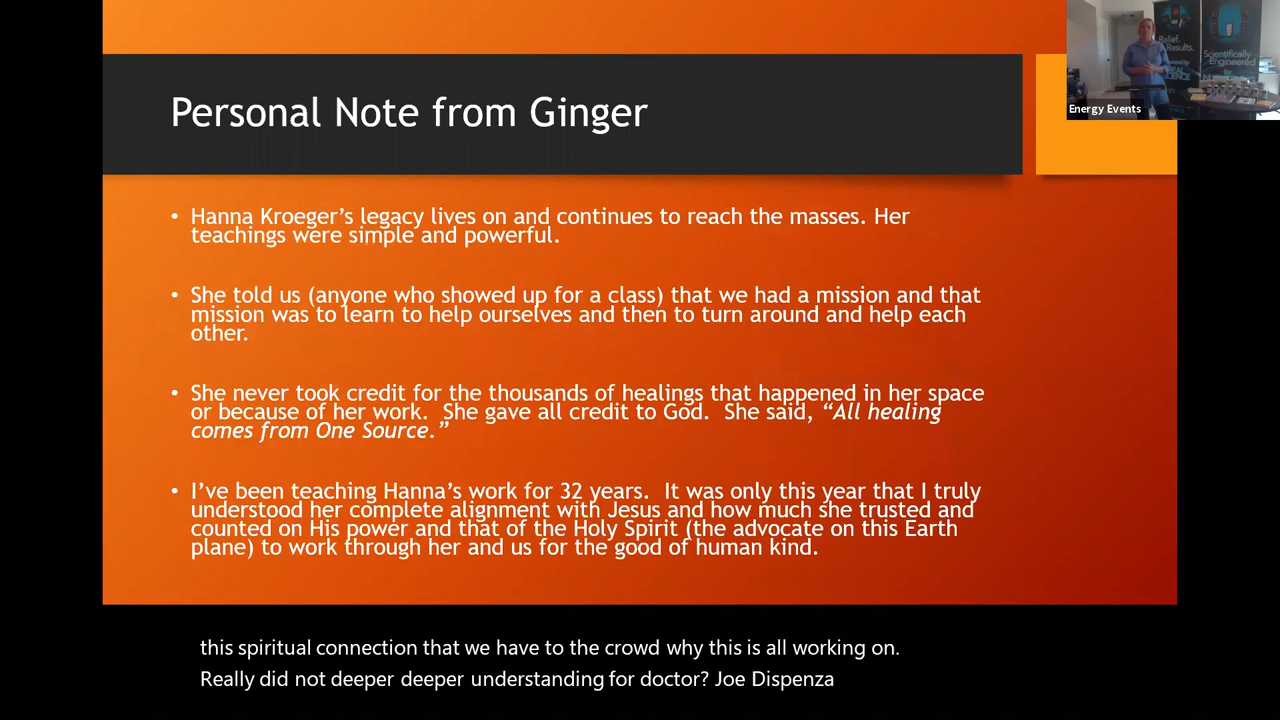 Personal Note from Ginger
Relief.
Results.
Scientifically
Engineered
Energy Events
• Hanna Kroeger’s legacy lives on and continues to reach the masses. Her
teachings were simple and powerful.
• She told us (anyone who showed up for a class) that we had a mission and that
mission was to learn to help ourselves and then to turn around and help each
other.
• She never took credit for the thousands of healings that happened in her space
or because of her work.  She gave all credit to God.  She said, “All healing
comes from One Source.”
• I’ve been teaching Hanna’s work for 32 years.  It was only this year that I truly
understood her complete alignment with Jesus and how much she trusted and
counted on His power and that of the Holy Spirit (the advocate on this Earth
plane) to work through her and us for the good of human kind.
this spiritual connection that we have to the crowd why this is all working on.
Really did not deeper deeper understanding for doctor? Joe Dispenza